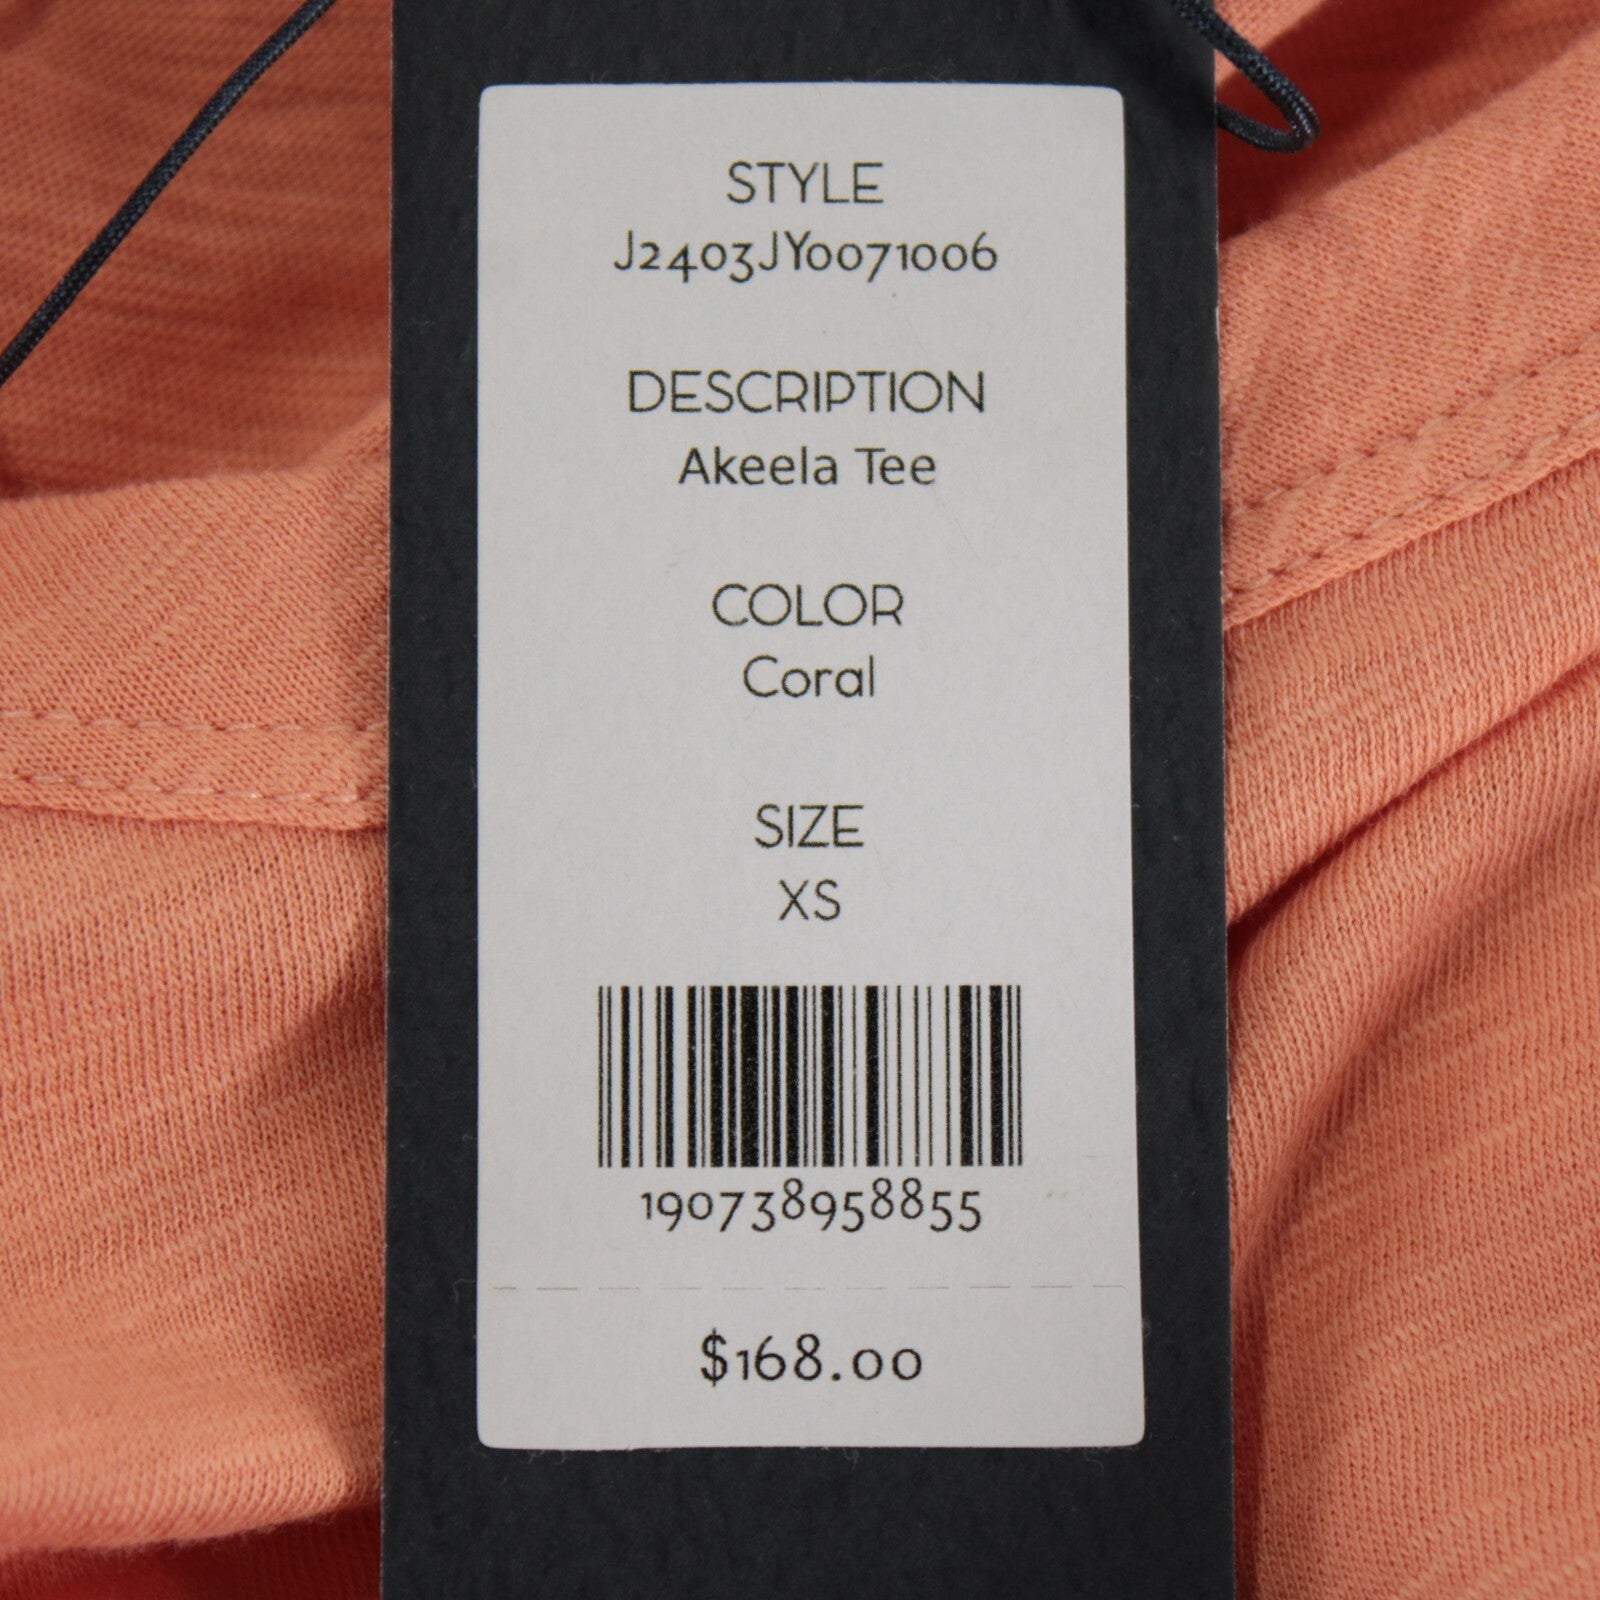 STYLE
J2403JY0071006
DESCRIPTION
Akeela Tee
COLOR
Coral
SIZE
XS
190738958855
$168.00